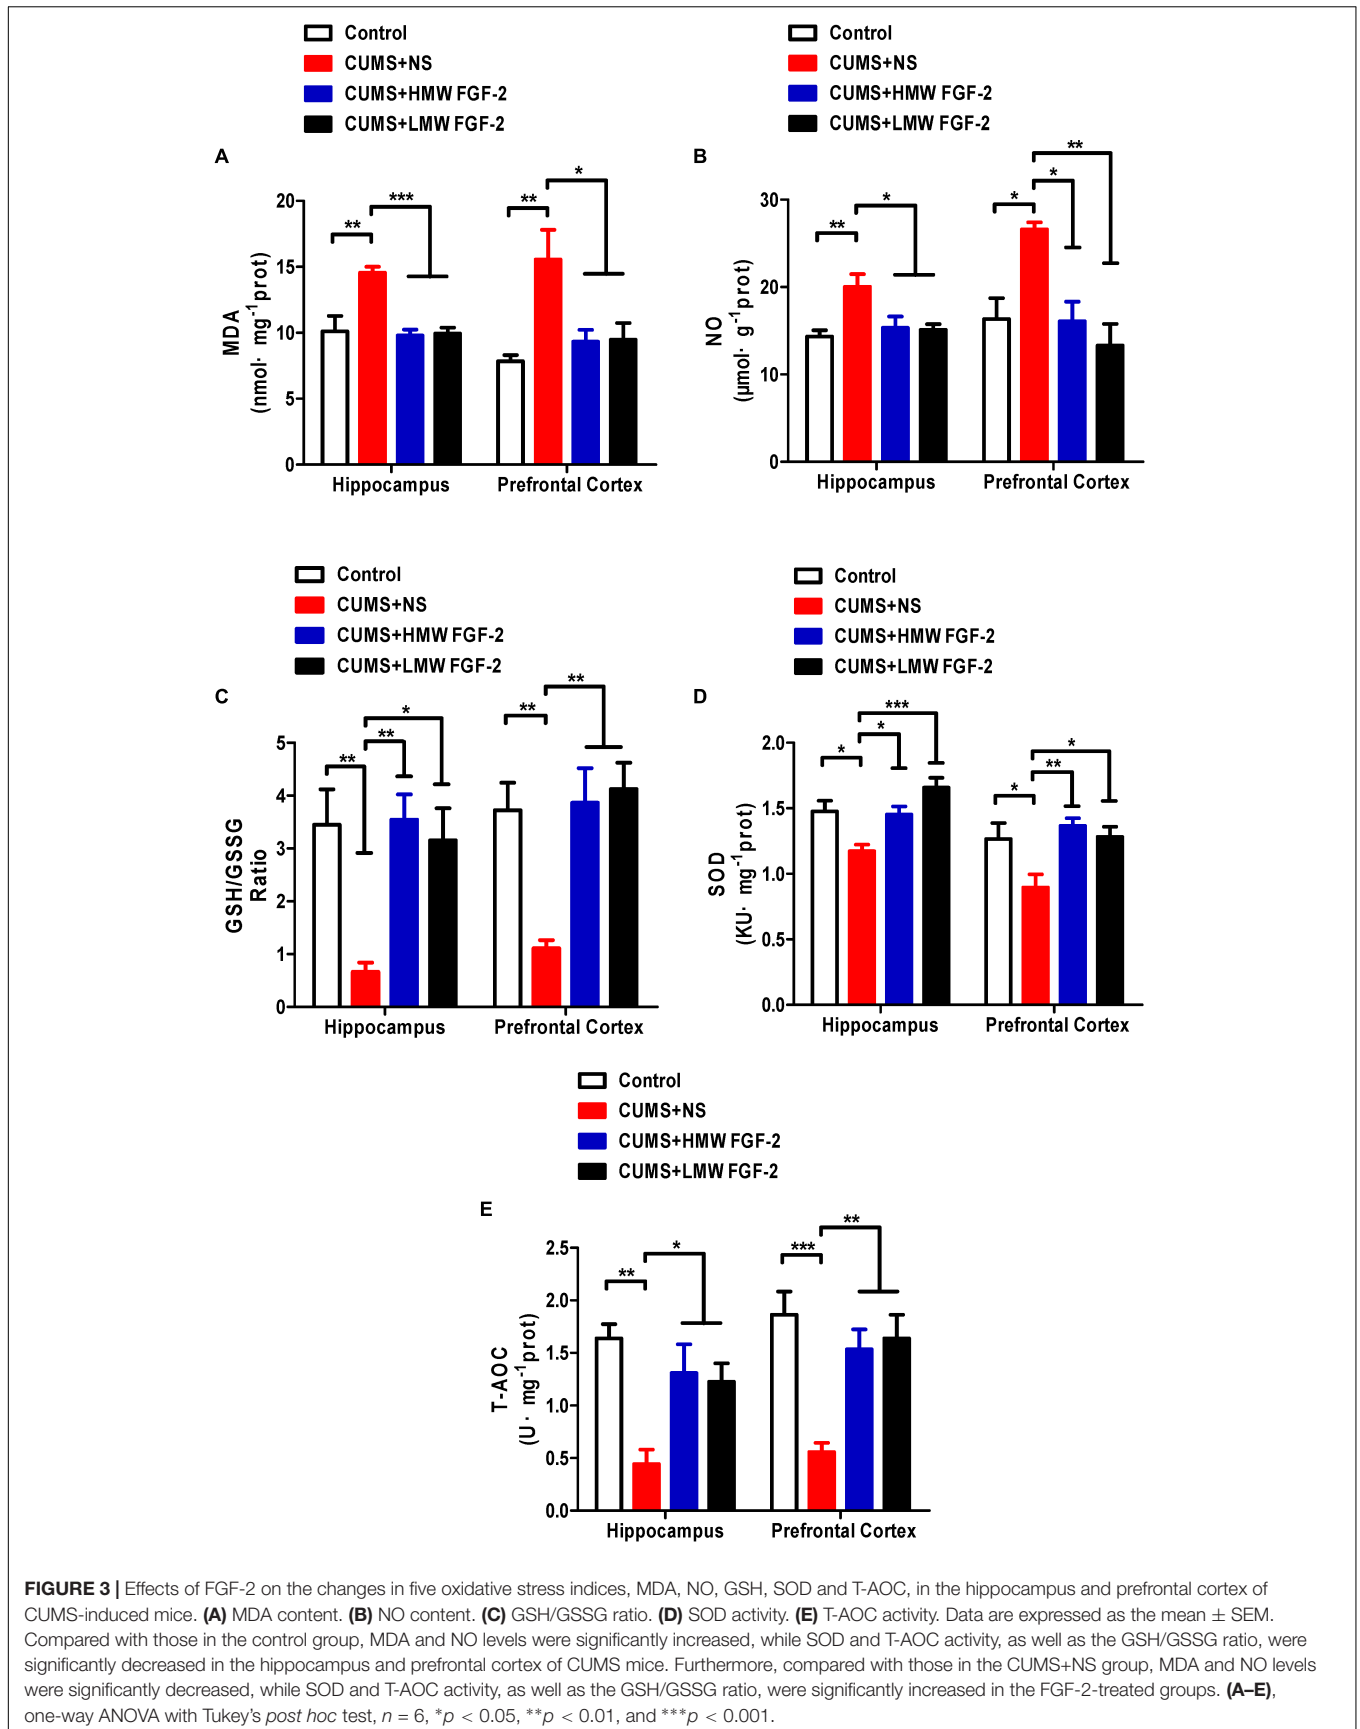 Control
CUMS+NS
CUMS+HMW FGF-2
CUMS+LMW FGF-2
A
*
***
**
**
20
15
10
5
0
MDA
(nmol· mg⁻¹prot)
Hippocampus
Prefrontal Cortex
Control
CUMS+NS
CUMS+HMW FGF-2
CUMS+LMW FGF-2
B
**
*
*
*
**
30
20
10
0
NO
(µmol· g⁻¹prot)
Hippocampus
Prefrontal Cortex
Control
CUMS+NS
CUMS+HMW FGF-2
CUMS+LMW FGF-2
C
**
*
**
**
**
5
4
3
2
1
0
GSH/GSSG
Ratio
Hippocampus
Prefrontal Cortex
Control
CUMS+NS
CUMS+HMW FGF-2
CUMS+LMW FGF-2
D
***
*
*
*
**
*
2.0
1.5
1.0
0.5
0.0
SOD
(KU· mg⁻¹prot)
Hippocampus
Prefrontal Cortex
Control
CUMS+NS
CUMS+HMW FGF-2
CUMS+LMW FGF-2
E
**
***
*
**
2.5
2.0
1.5
1.0
0.5
0.0
T-AOC
(U· mg⁻¹prot)
Hippocampus
Prefrontal Cortex
FIGURE 3 | Effects of FGF-2 on the changes in five oxidative stress indices, MDA, NO, GSH, SOD and T-AOC, in the hippocampus and prefrontal cortex of
CUMS-induced mice. (A) MDA content. (B) NO content. (C) GSH/GSSG ratio. (D) SOD activity. (E) T-AOC activity. Data are expressed as the mean ± SEM.
Compared with those in the control group, MDA and NO levels were significantly increased, while SOD and T-AOC activity, as well as the GSH/GSSG ratio, were
significantly decreased in the hippocampus and prefrontal cortex of CUMS mice. Furthermore, compared with those in the CUMS+NS group, MDA and NO levels
were significantly decreased, while SOD and T-AOC activity, as well as the GSH/GSSG ratio, were significantly increased in the FGF-2-treated groups. (A–E),
one-way ANOVA with Tukey's post hoc test, n = 6, *p < 0.05, **p < 0.01, and ***p < 0.001.